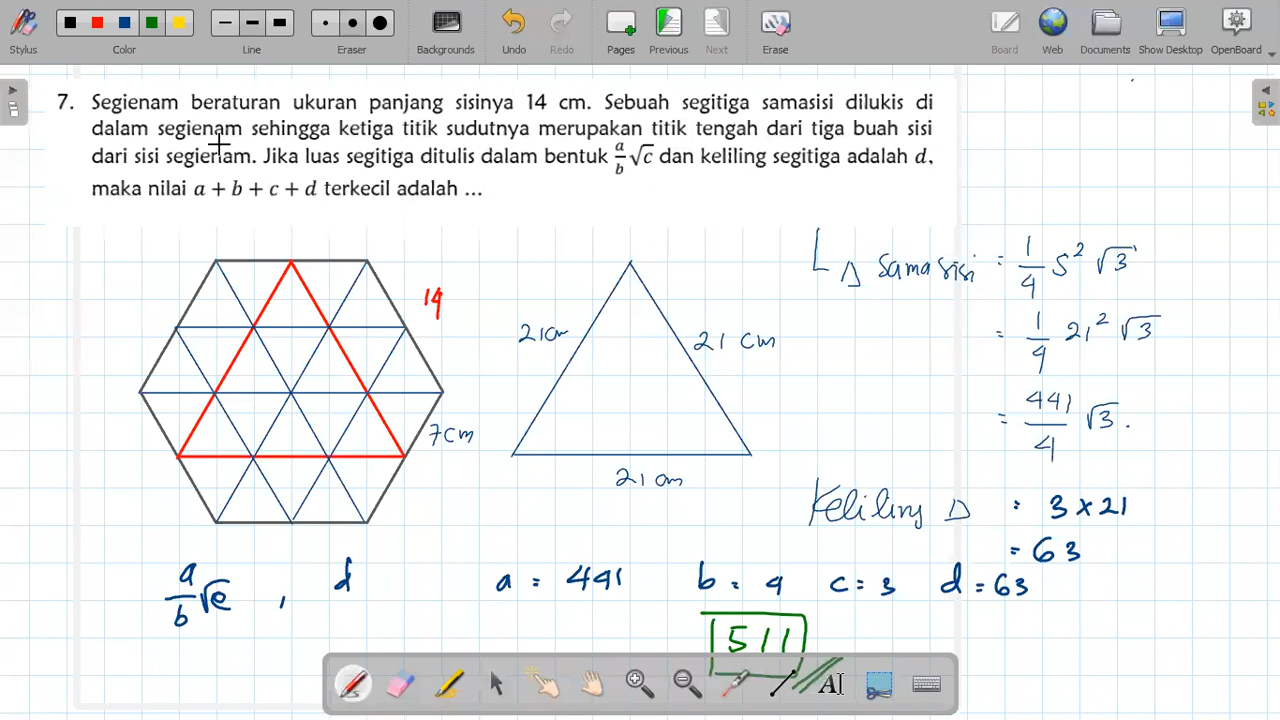 Stylus Color Line Eraser Backgrounds Undo Redo Pages Previous Next Erase Board Web Documents Show Desktop OpenBoard
7. Segienam beraturan ukuran panjang sisinya 14 cm. Sebuah segitiga samasisi dilukis di
dalam segienam sehingga ketiga titik sudutnya merupakan titik tengah dari tiga buah sisi
dari sisi segienam. Jika luas segitiga ditulis dalam bentuk a/b √c dan keliling segitiga adalah d,
maka nilai a + b + c + d terkecil adalah ...
14
7cm
21cm
21 cm
21 cm
L △ samasisi = 1/4 s² √3
= 1/4 21² √3
= 441/4 √3.
Keliling △ = 3 x 21
= 63
a/b √c , d
a = 441 b = 4 c = 3 d = 63
511